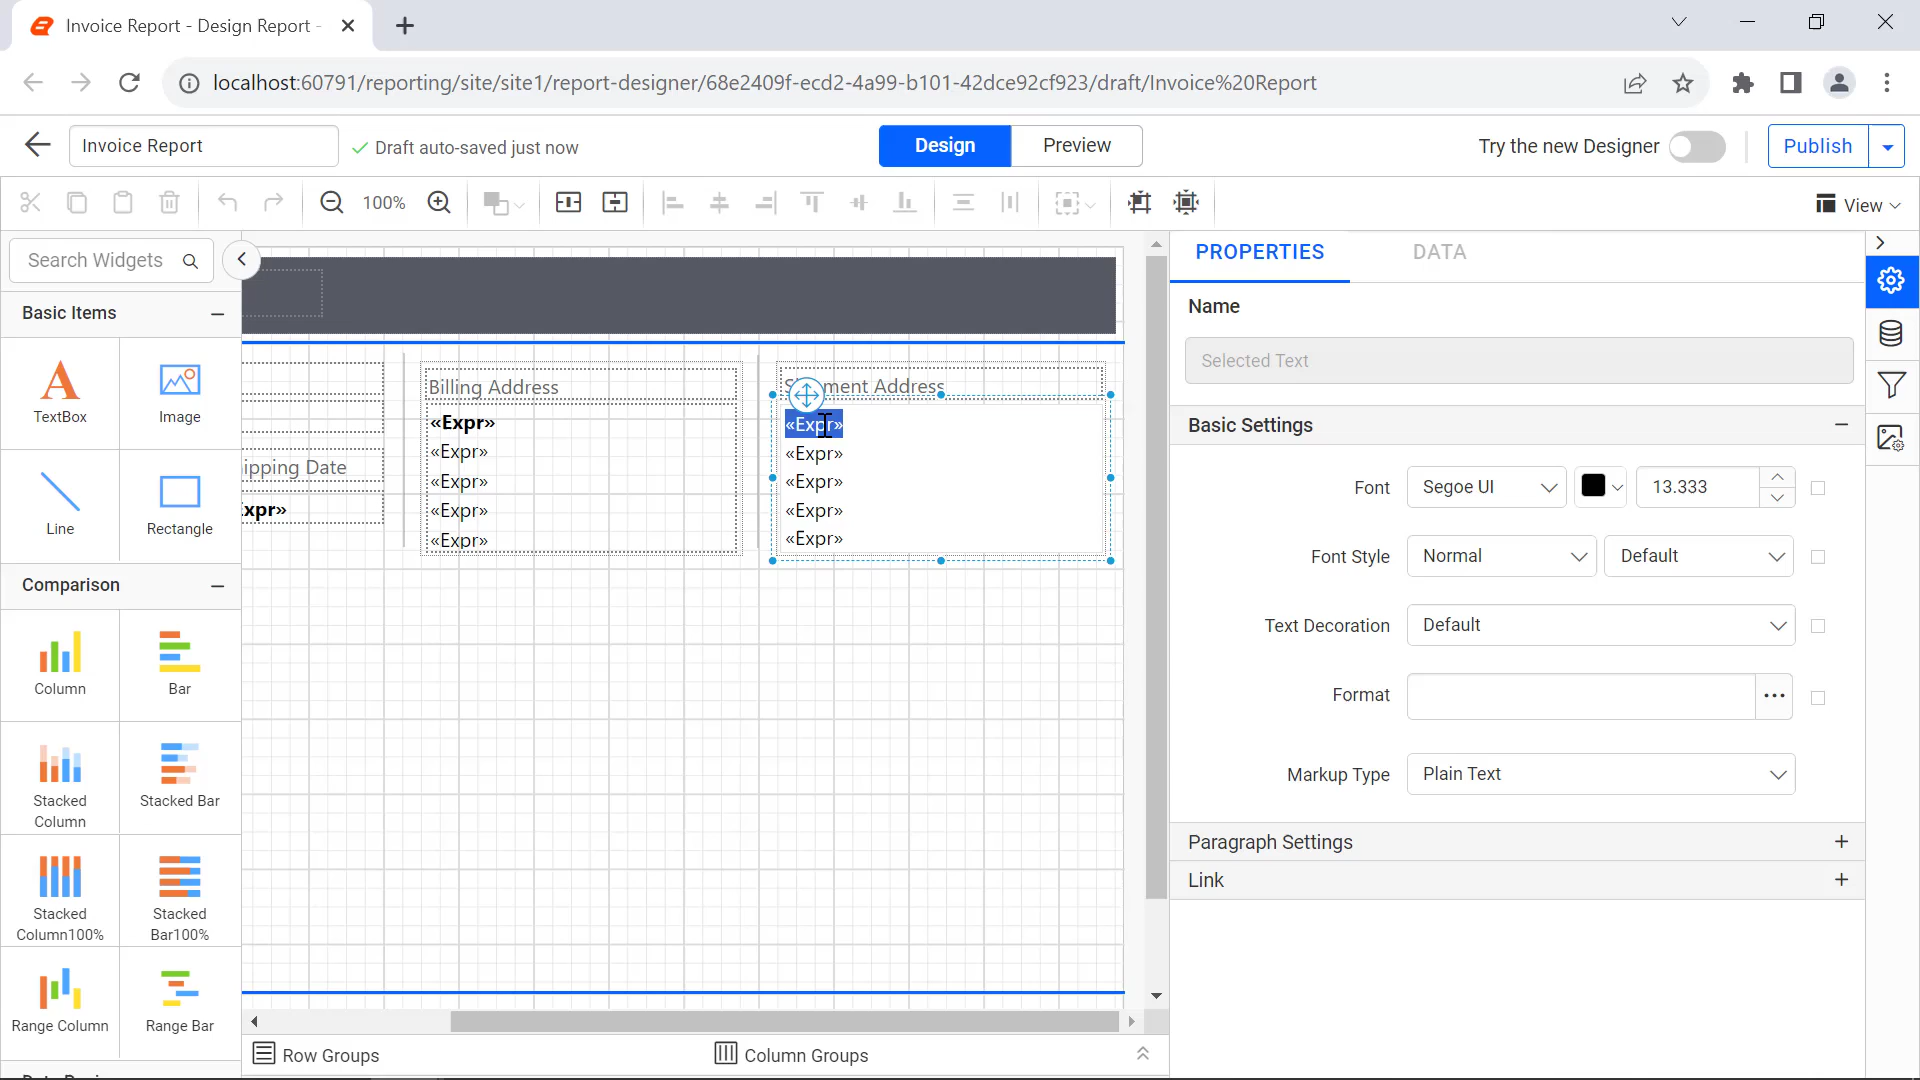 Invoice Report - Design Report -
localhost:60791/reporting/site/site1/report-designer/68e2409f-ecd2-4a99-b101-42dce92cf923/draft/Invoice%20Report
Invoice Report
Draft auto-saved just now
Design
Preview
Try the new Designer
Publish
100%
View
Search Widgets
Basic Items
TextBox
Image
Line
Rectangle
Comparison
Column
Bar
Stacked
Column
Stacked Bar
Stacked
Column100%
Stacked
Bar100%
Range Column
Range Bar
ipping Date
xpr»
Billing Address
«Expr»
«Expr»
«Expr»
«Expr»
«Expr»
Address
«Expr»
«Expr»
«Expr»
«Expr»
«Expr»
Row Groups
Column Groups
PROPERTIES
DATA
Name
Selected Text
Basic Settings
Font
Segoe UI
13.333
Font Style
Normal
Default
Text Decoration
Default
Format
Markup Type
Plain Text
Paragraph Settings
Link